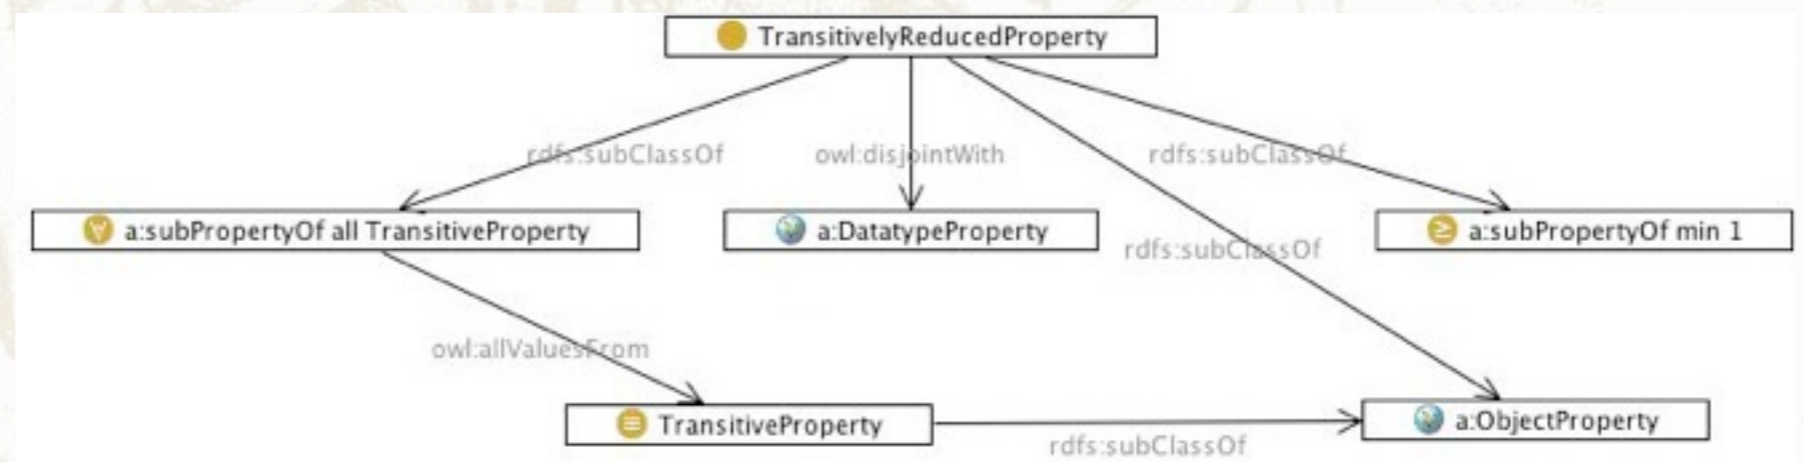 TransitivelyReducedProperty
rdfs:subClassOf
owl:disjointWith
rdfs:subClassOf
a:subPropertyOf all TransitiveProperty
a:DatatypeProperty
a:subPropertyOf min 1
rdfs:subClassOf
owl:allValuesFrom
TransitiveProperty
a:ObjectProperty
rdfs:subClassOf